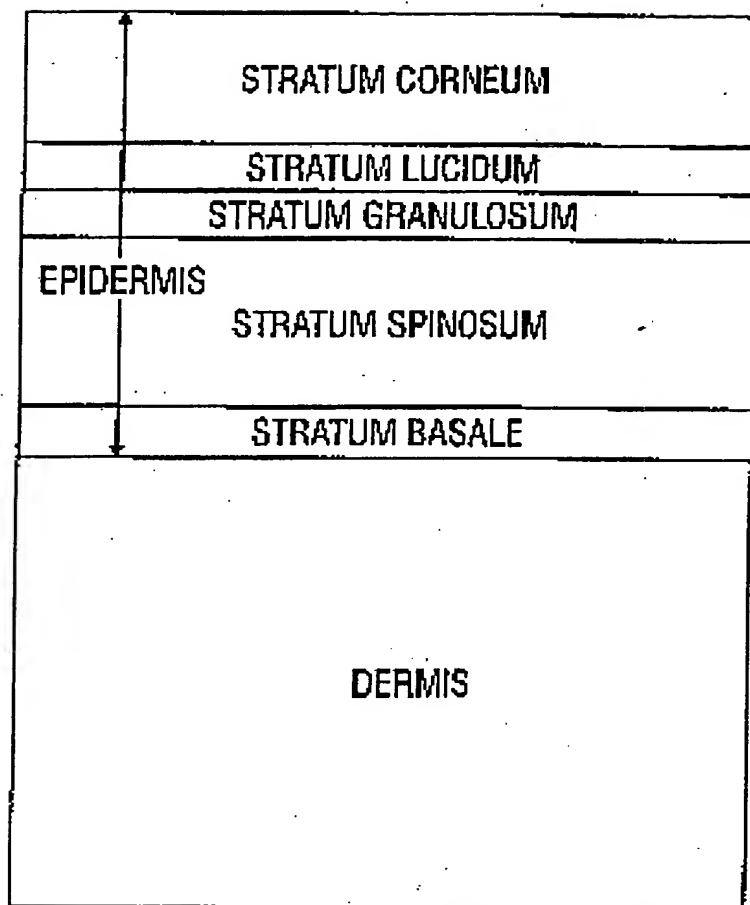 STRATUM CORNEUM
STRATUM LUCIDUM
STRATUM GRANULOSUM
EPIDERMIS
STRATUM SPINOSUM
STRATUM BASALE
DERMIS